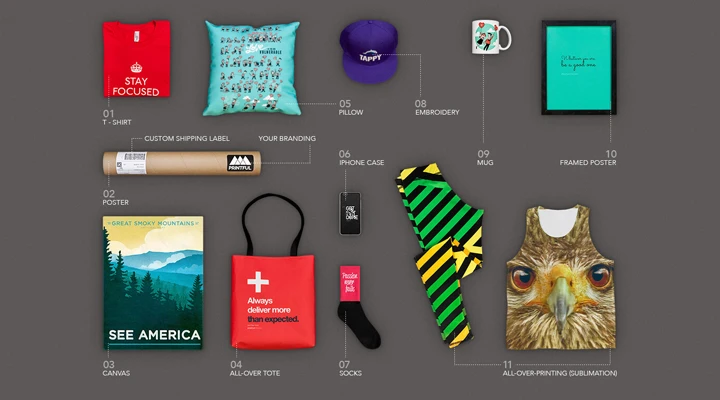 STAY
FOCUSED
01
T - SHIRT
05
PILLOW
TAPPY
08
EMBROIDERY
09
MUG
10
FRAMED POSTER
CUSTOM SHIPPING LABEL
YOUR BRANDING
PRINTFUL
02
POSTER
06
IPHONE CASE
GREAT SMOKY MOUNTAINS
SEE AMERICA
03
CANVAS
Always
deliver more
than expected.
04
ALL-OVER TOTE
07
SOCKS
11
ALL-OVER-PRINTING (SUBLIMATION)